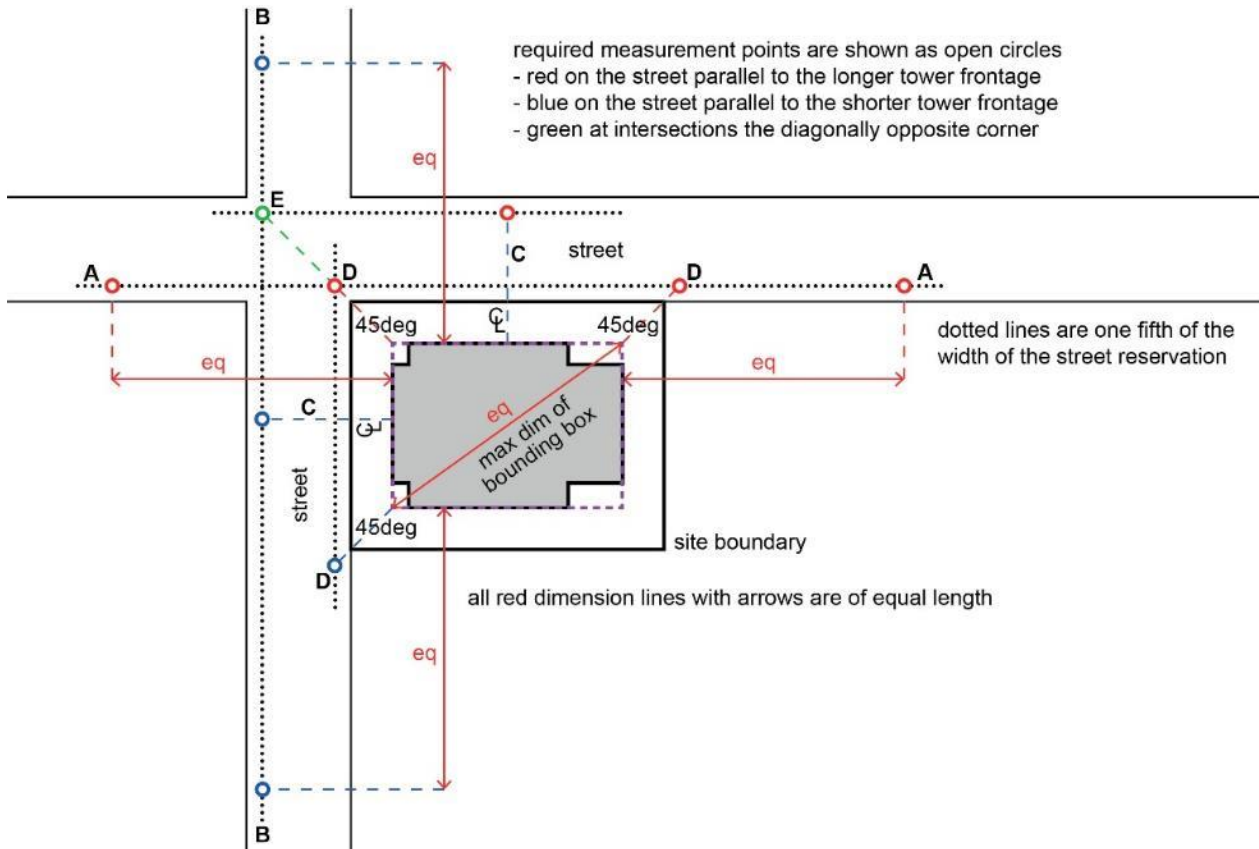 B
required measurement points are shown as open circles
- red on the street parallel to the longer tower frontage
- blue on the street parallel to the shorter tower frontage
- green at intersections the diagonally opposite corner
eq
E
C
street
A
D
D
A
45deg
CL
45deg
dotted lines are one fifth of the
width of the street reservation
eq
eq
C
CL
eq
max dim of
bounding box
street
45deg
site boundary
D
all red dimension lines with arrows are of equal length
eq
B